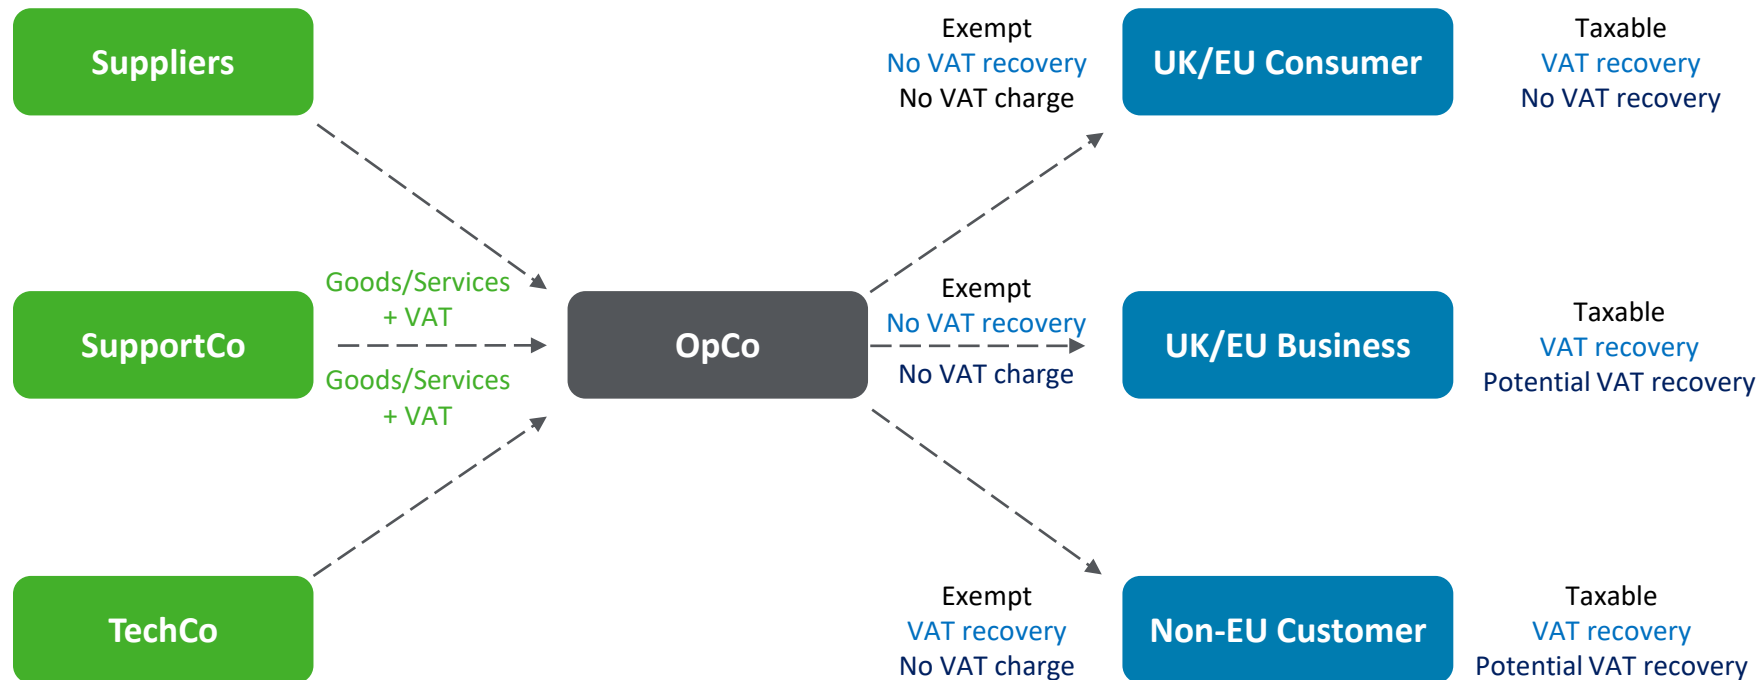 Suppliers
Exempt
No VAT recovery
No VAT charge
UK/EU Consumer
Taxable
VAT recovery
No VAT recovery
SupportCo
Goods/Services
+ VAT
Goods/Services
+ VAT
OpCo
Exempt
No VAT recovery
No VAT charge
UK/EU Business
Taxable
VAT recovery
Potential VAT recovery
TechCo
Exempt
VAT recovery
No VAT charge
Non-EU Customer
Taxable
VAT recovery
Potential VAT recovery